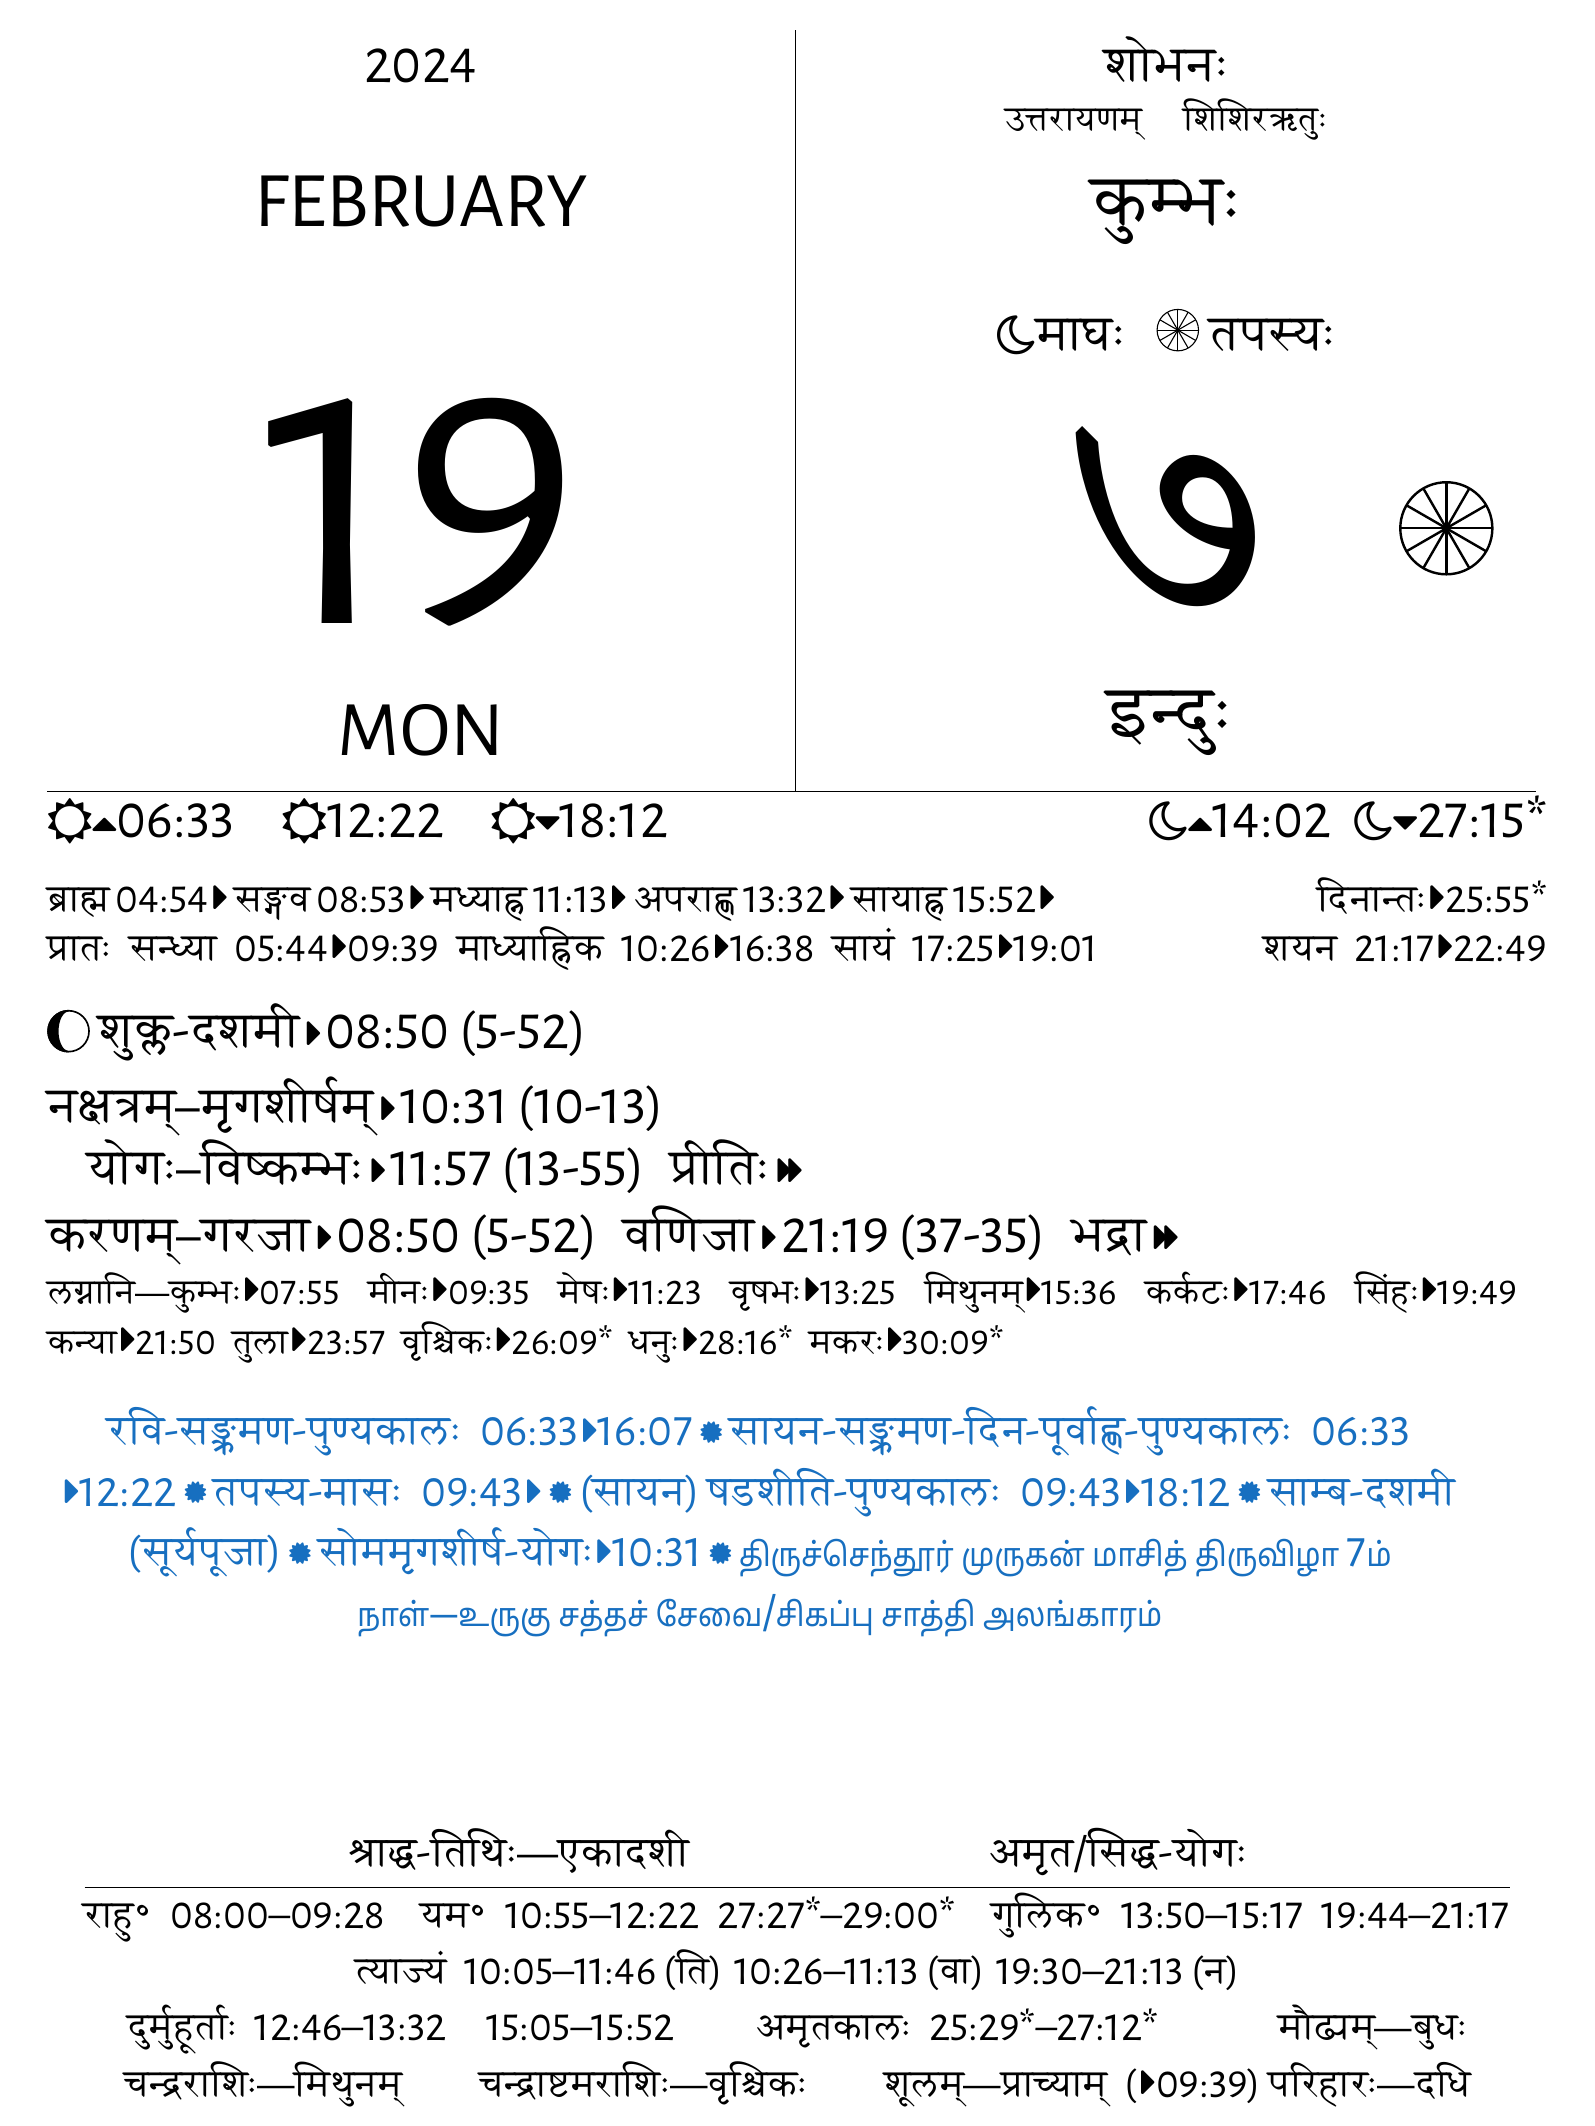 2024
FEBRUARY
19
MON
शोभनः
उत्तरायणम् शिशिरऋतुः
कुम्भः
माघः तपस्यः
७
इन्दुः
06:33 12:22 18:12 14:02 27:15*
ब्राह्म 04:54 सङ्गव 08:53 मध्याह्न 11:13 अपराह्ण 13:32 सायाह्न 15:52 दिनान्तः 25:55*
प्रातः सन्ध्या 05:44 09:39 माध्याह्निक 10:26 16:38 सायं 17:25 19:01 शयन 21:17 22:49
शुक्ल-दशमी 08:50 (5-52)
नक्षत्रम्–मृगशीर्षम् 10:31 (10-13)
योगः–विष्कम्भः 11:57 (13-55) प्रीतिः
करणम्–गरजा 08:50 (5-52) वणिजा 21:19 (37-35) भद्रा
लग्नानि—कुम्भः 07:55 मीनः 09:35 मेषः 11:23 वृषभः 13:25 मिथुनम् 15:36 कर्कटः 17:46 सिंहः 19:49
कन्या 21:50 तुला 23:57 वृश्चिकः 26:09* धनुः 28:16* मकरः 30:09*
रवि-सङ्क्रमण-पुण्यकालः 06:33 16:07 सायन-सङ्क्रमण-दिन-पूर्वाह्ण-पुण्यकालः 06:33
12:22 तपस्य-मासः 09:43 (सायन) षडशीति-पुण्यकालः 09:43 18:12 साम्ब-दशमी
(सूर्यपूजा) सोममृगशीर्ष-योगः 10:31 திருச்செந்தூர் முருகன் மாசித் திருவிழா 7ம்
நாள்—உருகு சத்தச் சேவை/சிகப்பு சாத்தி அலங்காரம்
श्राद्ध-तिथिः—एकादशी अमृत/सिद्ध-योगः
राहु॰ 08:00–09:28 यम॰ 10:55–12:22 27:27*–29:00* गुलिक॰ 13:50–15:17 19:44–21:17
त्याज्यं 10:05–11:46 (ति) 10:26–11:13 (वा) 19:30–21:13 (न)
दुर्मुहूर्ताः 12:46–13:32 15:05–15:52 अमृतकालः 25:29*–27:12* मौढ्यम्—बुधः
चन्द्रराशिः—मिथुनम् चन्द्राष्टमराशिः—वृश्चिकः शूलम्—प्राच्याम् (09:39) परिहारः—दधि